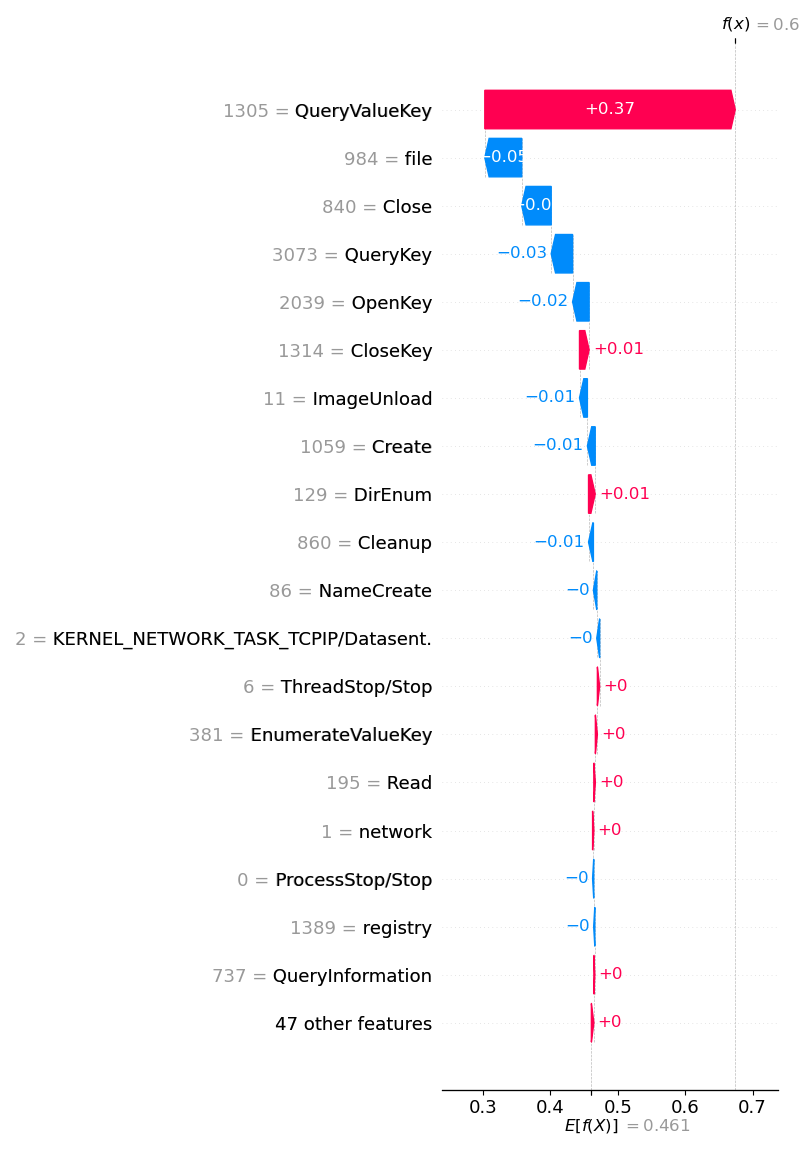 f(x) = 0.6
1305 = QueryValueKey +0.37
984 = file −0.05
840 = Close −0.0
3073 = QueryKey −0.03
2039 = OpenKey −0.02
1314 = CloseKey +0.01
11 = ImageUnload −0.01
1059 = Create −0.01
129 = DirEnum +0.01
860 = Cleanup −0.01
86 = NameCreate −0
2 = KERNEL_NETWORK_TASK_TCPIP/Datasent. −0
6 = ThreadStop/Stop +0
381 = EnumerateValueKey +0
195 = Read +0
1 = network +0
0 = ProcessStop/Stop −0
1389 = registry −0
737 = QueryInformation +0
47 other features +0
0.3 0.4 0.5 0.6 0.7
E[f(X)] = 0.461